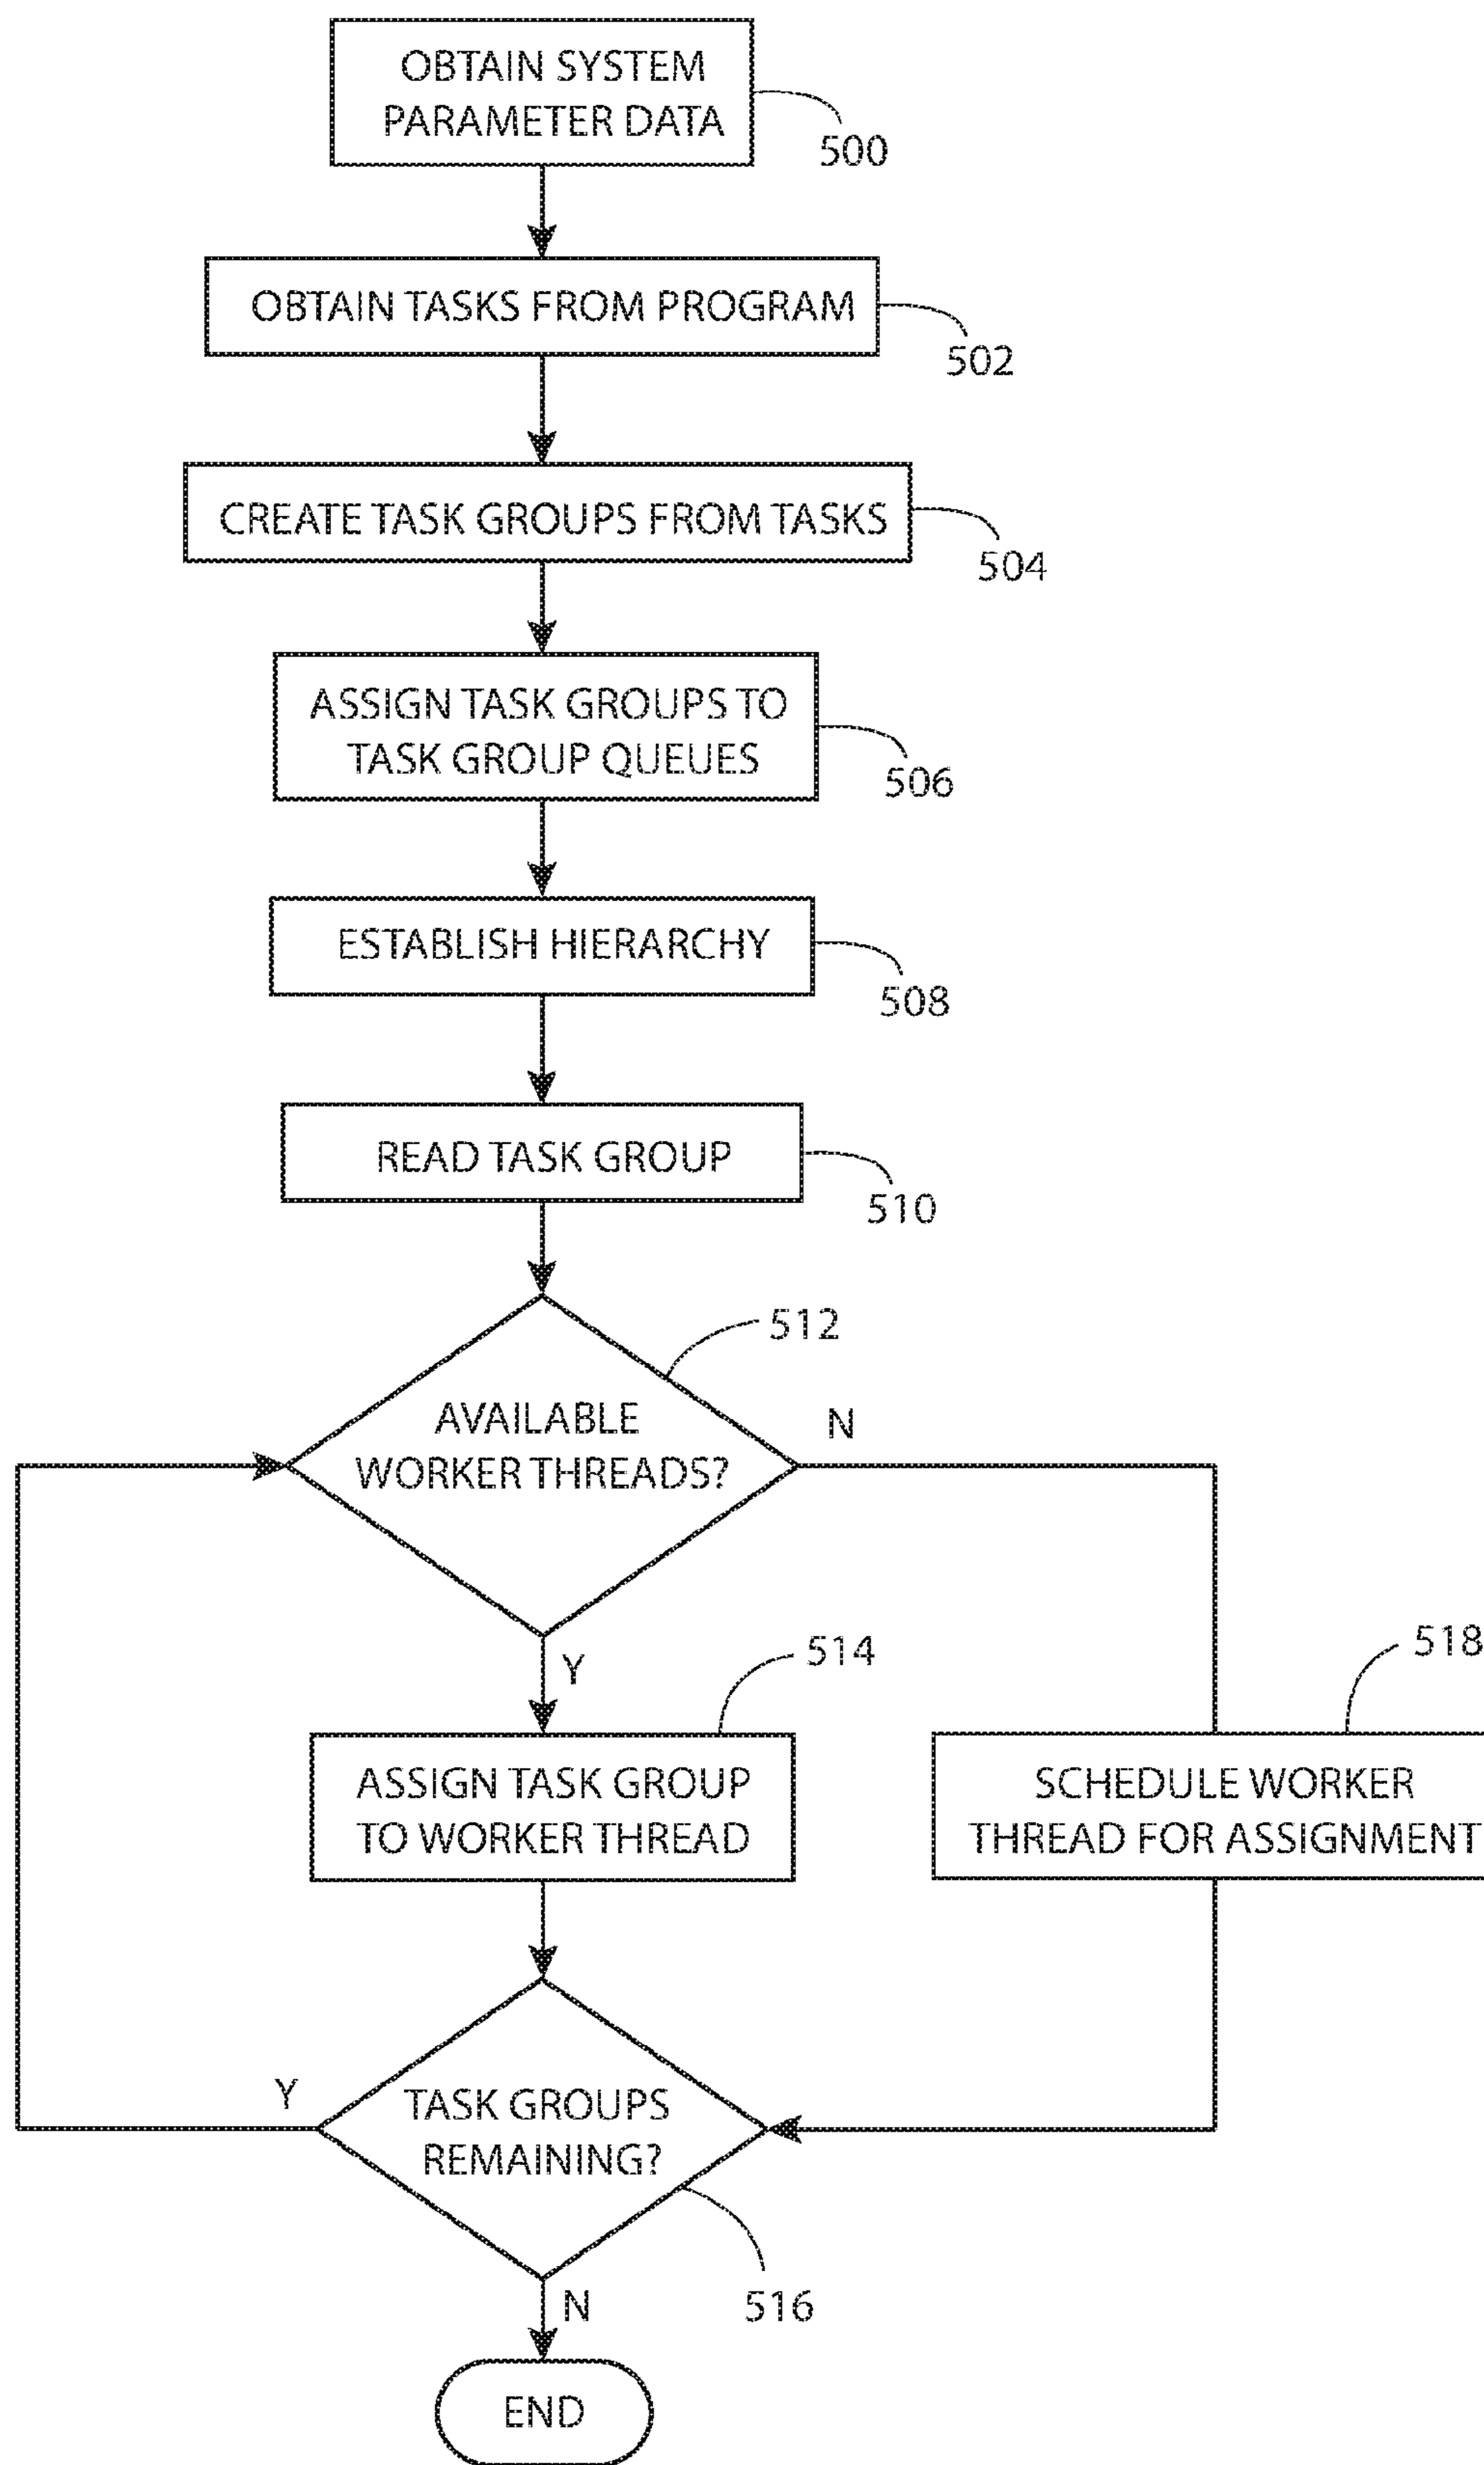 OBTAIN SYSTEM
PARAMETER DATA
500
OBTAIN TASKS FROM PROGRAM
502
CREATE TASK GROUPS FROM TASKS
504
ASSIGN TASK GROUPS TO
TASK GROUP QUEUES
506
ESTABLISH HIERARCHY
508
READ TASK GROUP
510
512
AVAILABLE
WORKER THREADS?
N
Y
514
ASSIGN TASK GROUP
TO WORKER THREAD
518
SCHEDULE WORKER
THREAD FOR ASSIGNMENT
Y
TASK GROUPS
REMAINING?
516
N
END